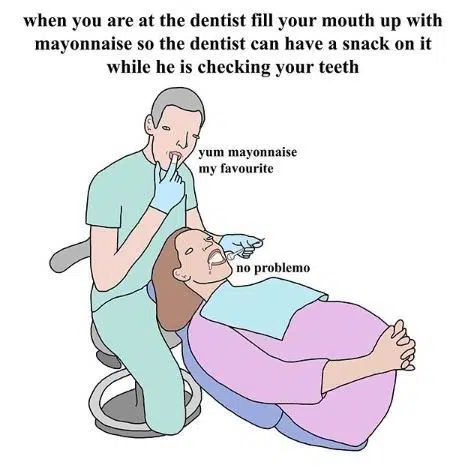 when you are at the dentist fill your mouth up with
mayonnaise so the dentist can have a snack on it
while he is checking your teeth
yum mayonnaise
my favourite
no problemo